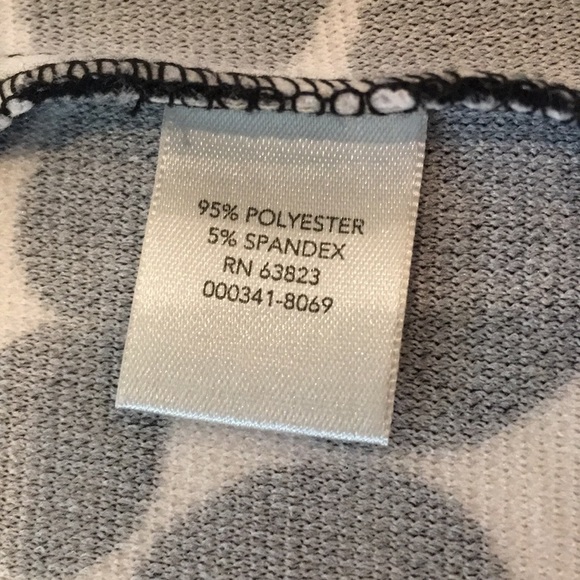 95% POLYESTER
5% SPANDEX
RN 63823
000341-8069